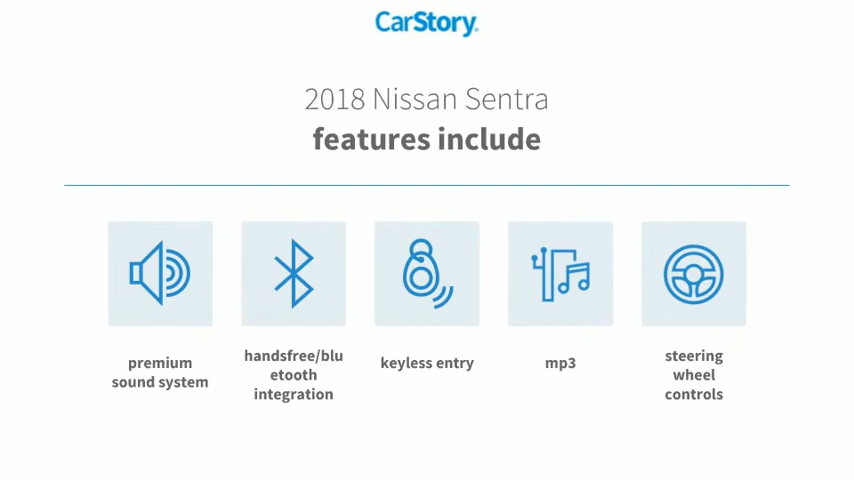 CarStory
2018 Nissan Sentra
features include
premium
sound system
handsfree/blu
etooth
integration
keyless entry
mp3
steering
wheel
controls